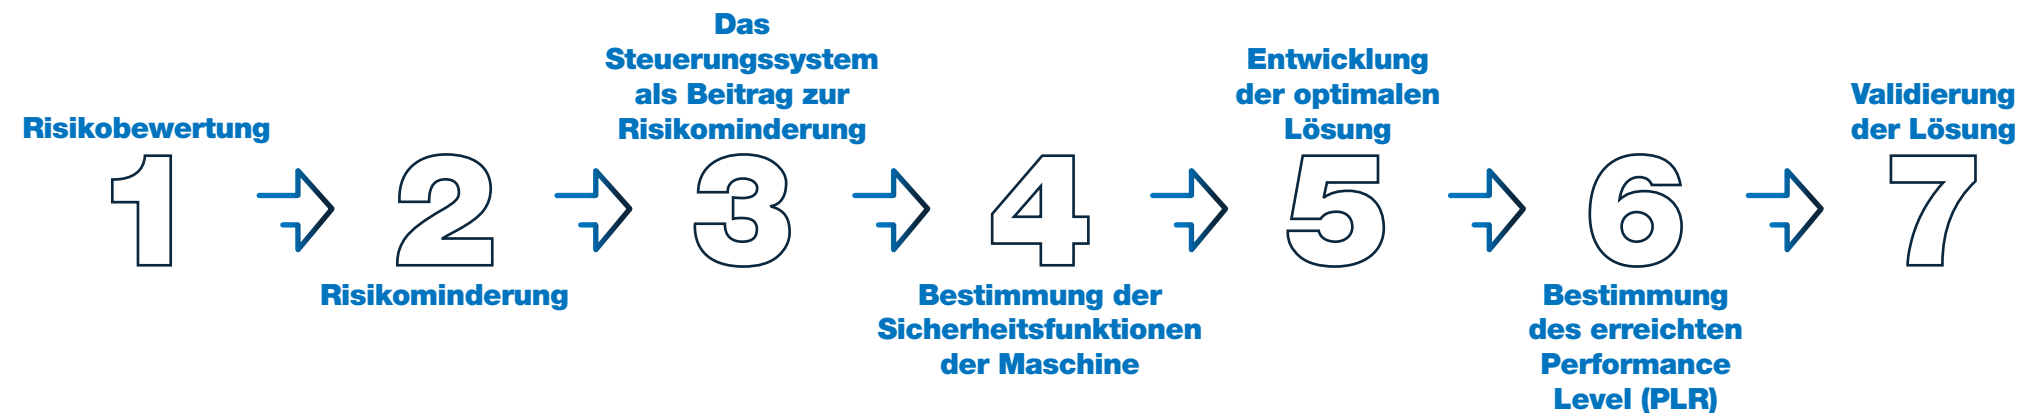 Risikobewertung
1
2
Risikominderung
Das
Steuerungssystem
als Beitrag zur
Risikominderung
3
4
Bestimmung der
Sicherheitsfunktionen
der Maschine
Entwicklung
der optimalen
Lösung
5
6
Bestimmung
des erreichten
Performance
Level (PLR)
Validierung
der Lösung
7